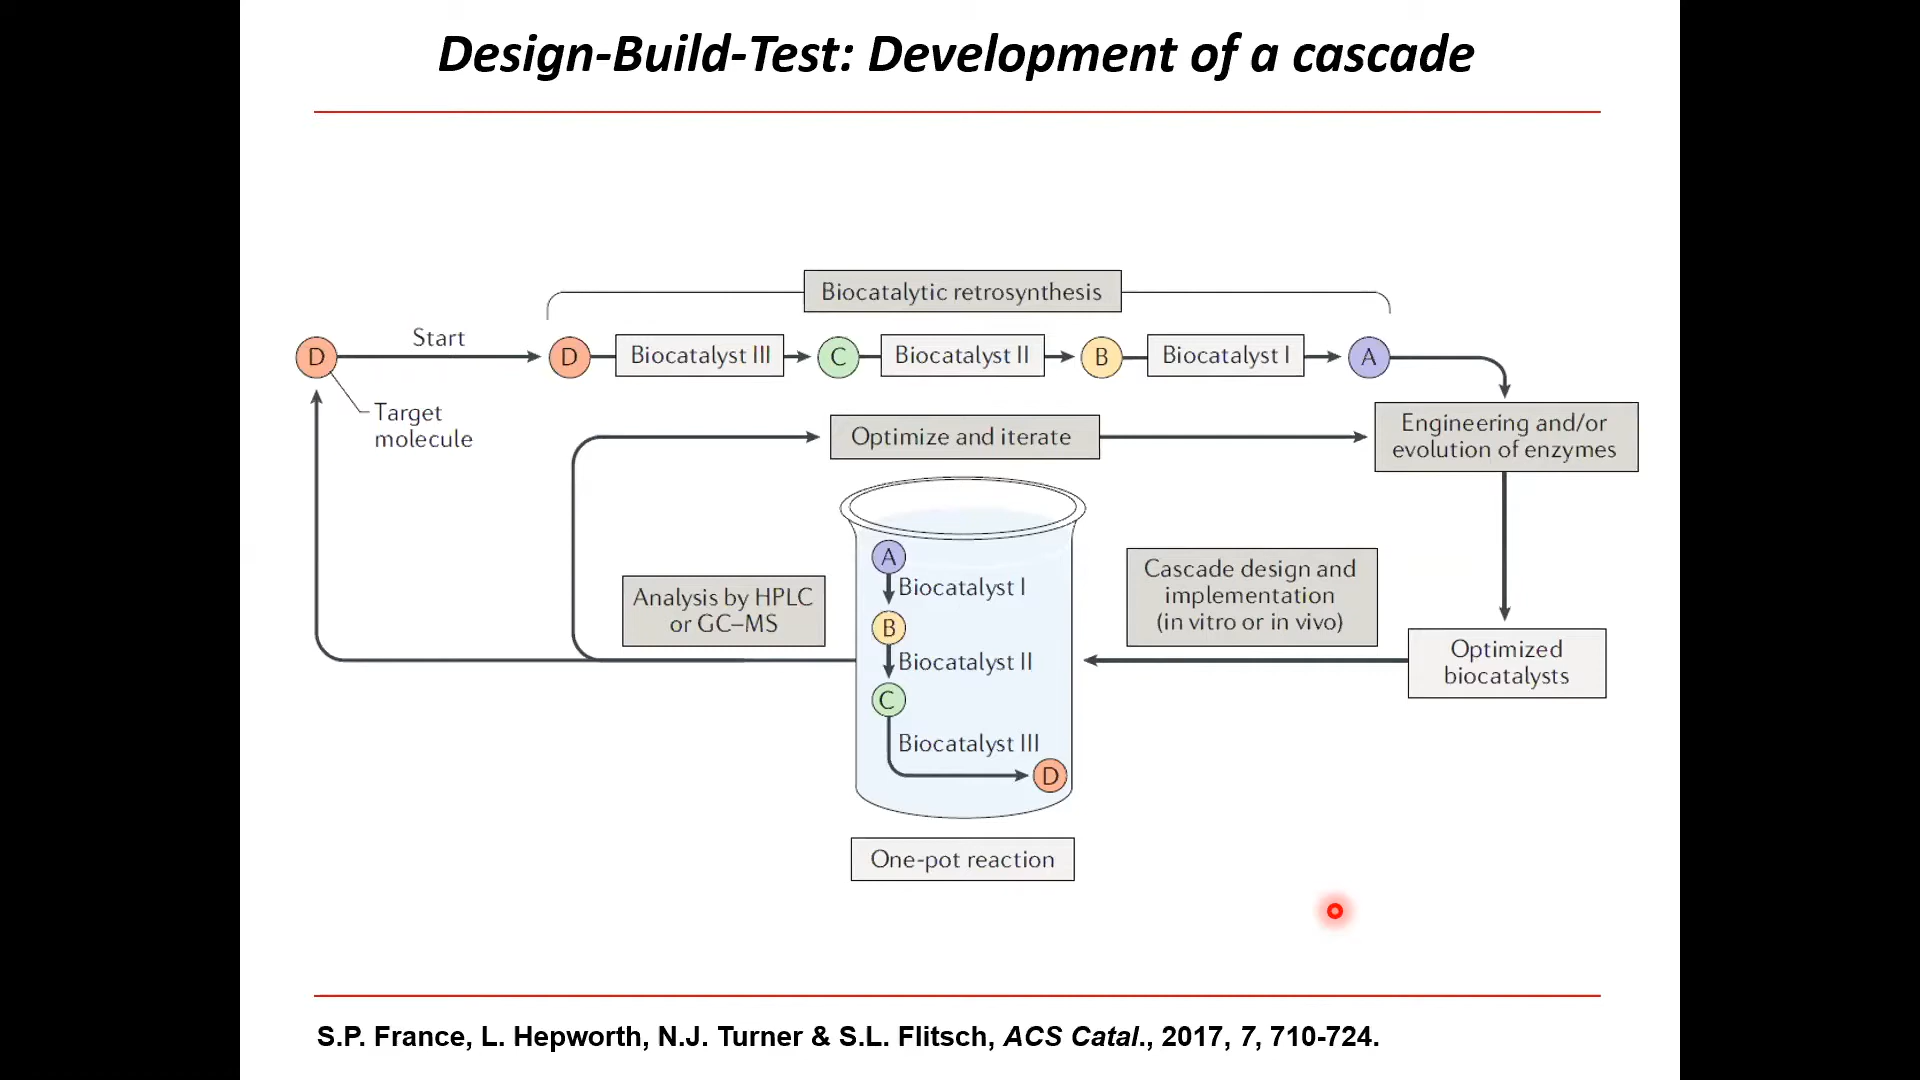 Design-Build-Test: Development of a cascade
Biocatalytic retrosynthesis
D
Start
D
Biocatalyst III
C
Biocatalyst II
B
Biocatalyst I
A
Target
molecule
Optimize and iterate
Engineering and/or
evolution of enzymes
A
Biocatalyst I
B
Biocatalyst II
C
Biocatalyst III
D
Analysis by HPLC
or GC–MS
Cascade design and
implementation
(in vitro or in vivo)
Optimized
biocatalysts
One-pot reaction
S.P. France, L. Hepworth, N.J. Turner & S.L. Flitsch, ACS Catal., 2017, 7, 710-724.